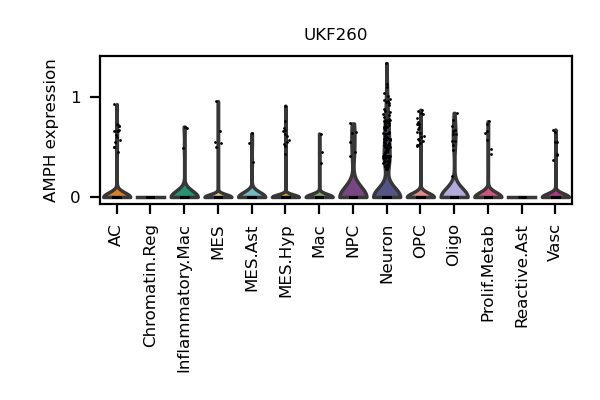 UKF260
AMPH expression
1
0
AC
Chromatin.Reg
Inflammatory.Mac
MES
MES.Ast
MES.Hyp
Mac
NPC
Neuron
OPC
Oligo
Prolif.Metab
Reactive.Ast
Vasc